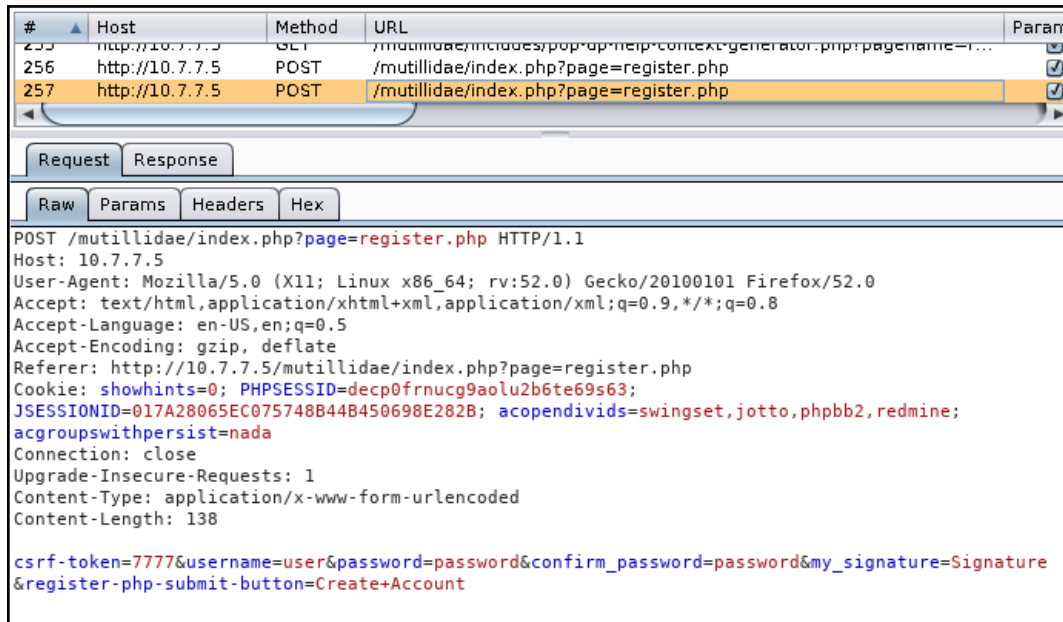 # Host Method URL Param
256 http://10.7.7.5 POST /mutillidae/index.php?page=register.php
257 http://10.7.7.5 POST /mutillidae/index.php?page=register.php
Request Response
Raw Params Headers Hex
POST /mutillidae/index.php?page=register.php HTTP/1.1
Host: 10.7.7.5
User-Agent: Mozilla/5.0 (X11; Linux x86_64; rv:52.0) Gecko/20100101 Firefox/52.0
Accept: text/html,application/xhtml+xml,application/xml;q=0.9,*/*;q=0.8
Accept-Language: en-US,en;q=0.5
Accept-Encoding: gzip, deflate
Referer: http://10.7.7.5/mutillidae/index.php?page=register.php
Cookie: showhints=0; PHPSESSID=decp0frnucg9aolu2b6te69s63;
JSESSIONID=017A28065EC075748B44B450698E282B; acopendivids=swingset,jotto,phpbb2,redmine;
acgroupswithpersist=nada
Connection: close
Upgrade-Insecure-Requests: 1
Content-Type: application/x-www-form-urlencoded
Content-Length: 138
csrf-token=7777&username=user&password=password&confirm_password=password&my_signature=Signature
&register-php-submit-button=Create+Account